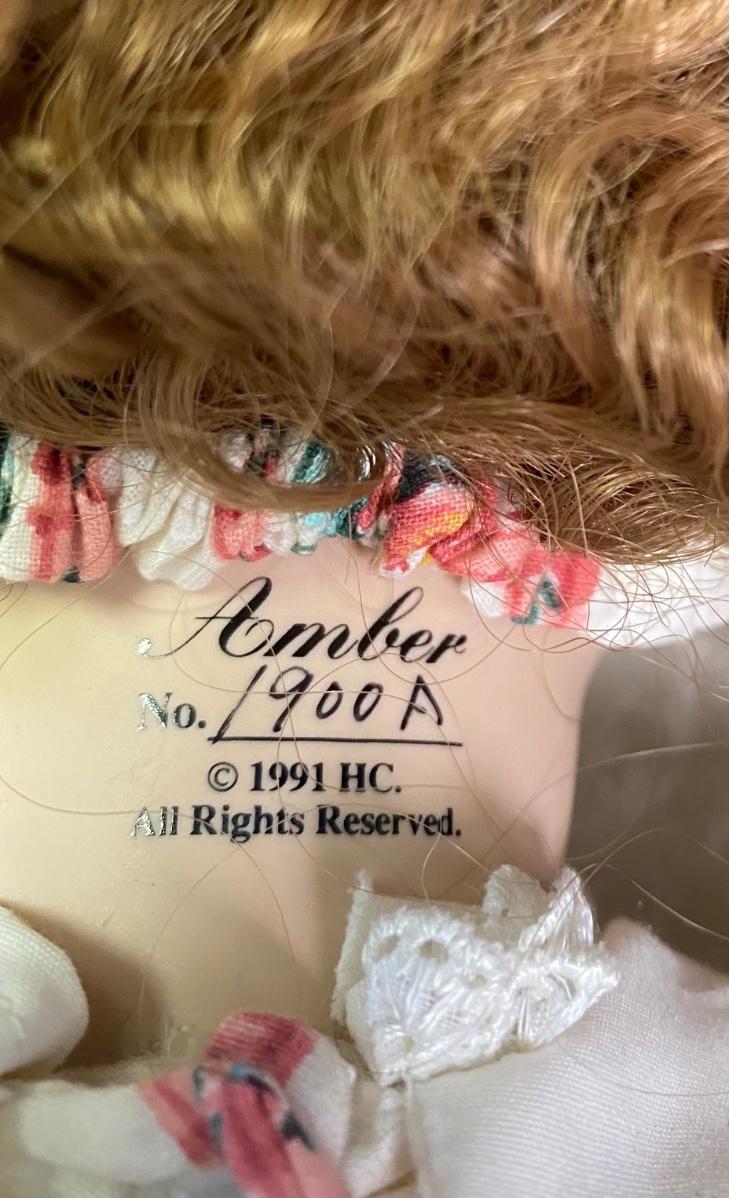 Amber
No. 1900A
© 1991 HC.
All Rights Reserved.